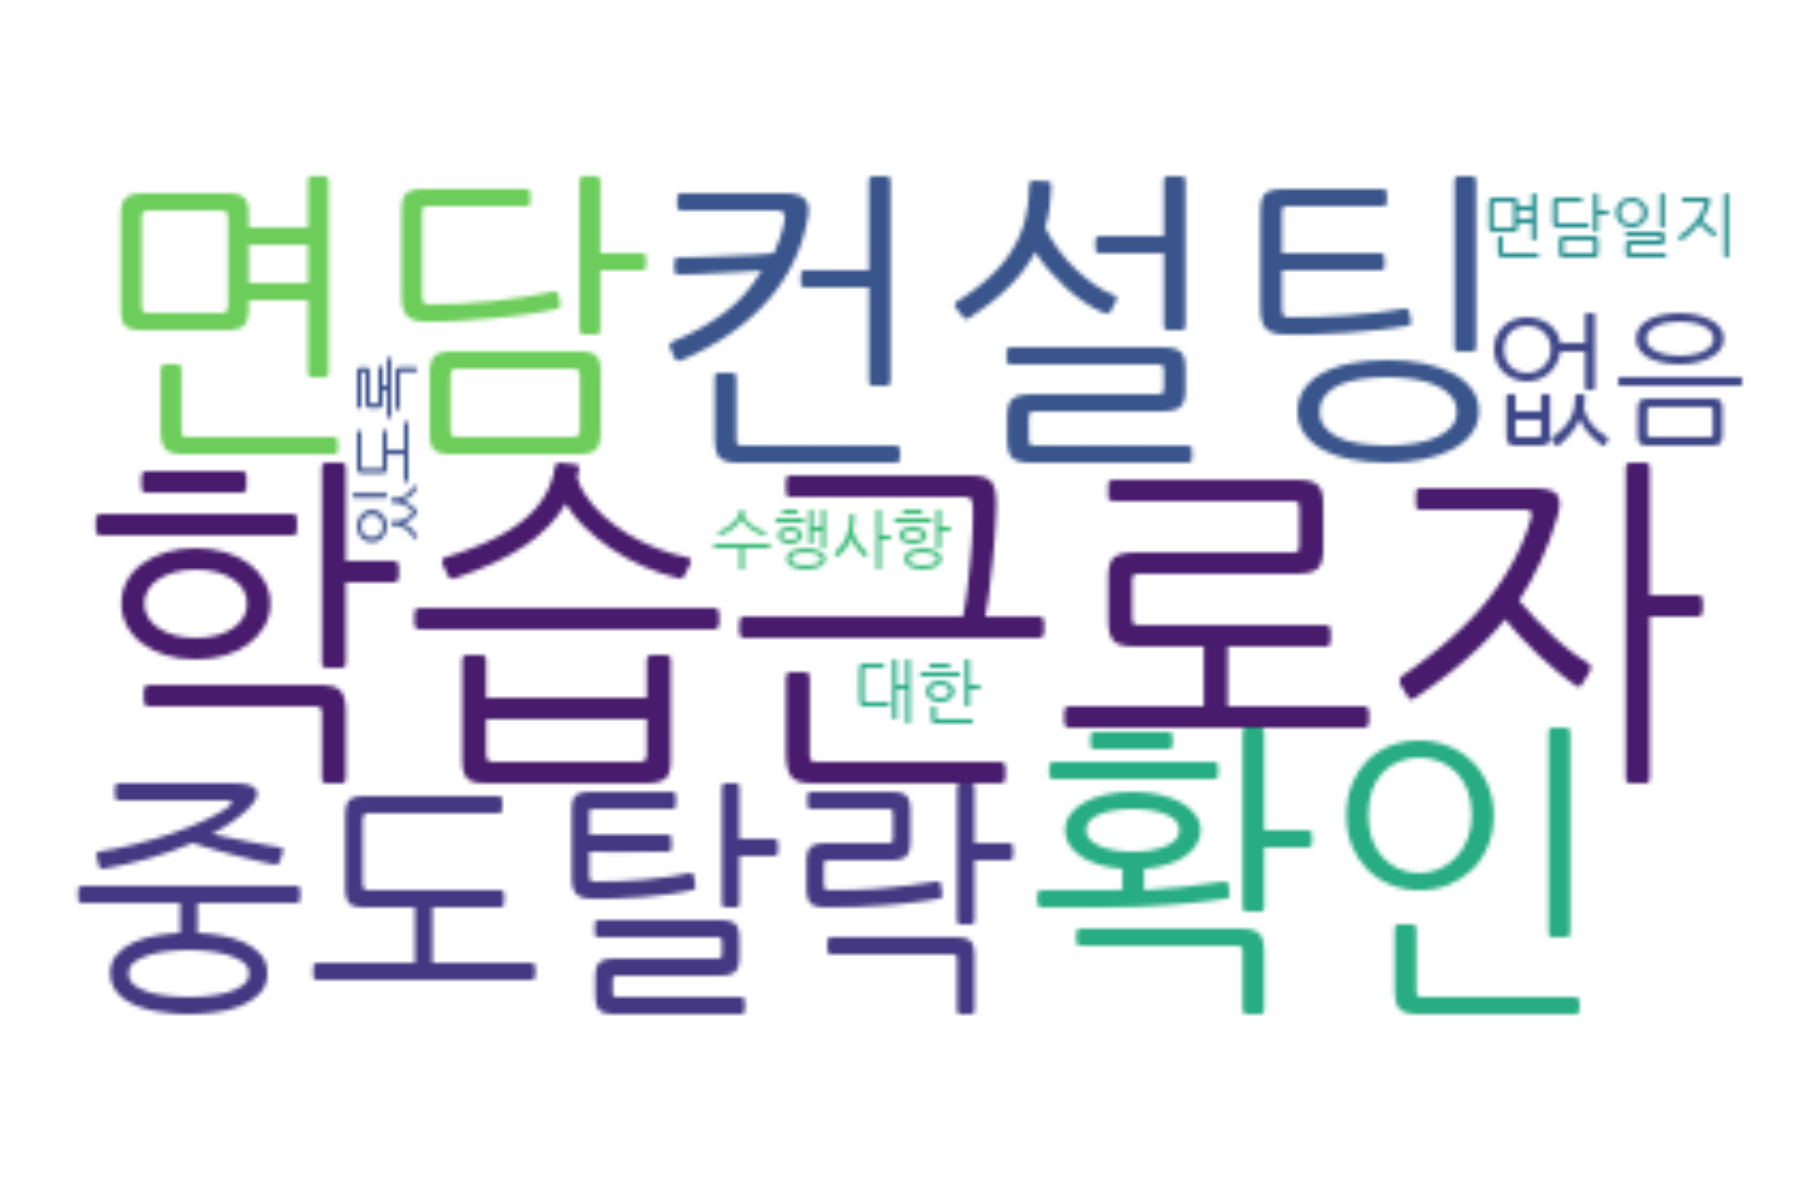 면담 컨설팅 면담일지
없음
있도록
학습근로자
수행사항
대한
중도탈락 확인